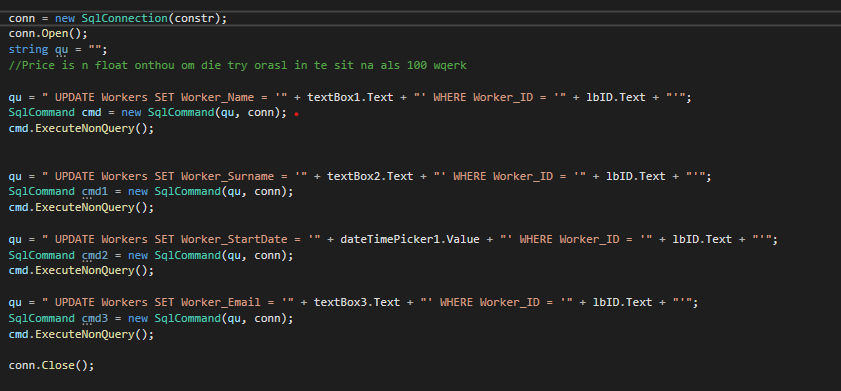 conn = new SqlConnection(constr);
conn.Open();
string qu = "";
//Price is n float onthou om die try orasl in te sit na als 100 wqerk
qu = " UPDATE Workers SET Worker_Name = '" + textBox1.Text + "' WHERE Worker_ID = '" + lbID.Text + "'";
SqlCommand cmd = new SqlCommand(qu, conn);
cmd.ExecuteNonQuery();
qu = " UPDATE Workers SET Worker_Surname = '" + textBox2.Text + "' WHERE Worker_ID = '" + lbID.Text + "'";
SqlCommand cmd1 = new SqlCommand(qu, conn);
cmd.ExecuteNonQuery();
qu = " UPDATE Workers SET Worker_StartDate = '" + dateTimePicker1.Value + "' WHERE Worker_ID = '" + lbID.Text + "'";
SqlCommand cmd2 = new SqlCommand(qu, conn);
cmd.ExecuteNonQuery();
qu = " UPDATE Workers SET Worker_Email = '" + textBox3.Text + "' WHERE Worker_ID = '" + lbID.Text + "'";
SqlCommand cmd3 = new SqlCommand(qu, conn);
cmd.ExecuteNonQuery();
conn.Close();